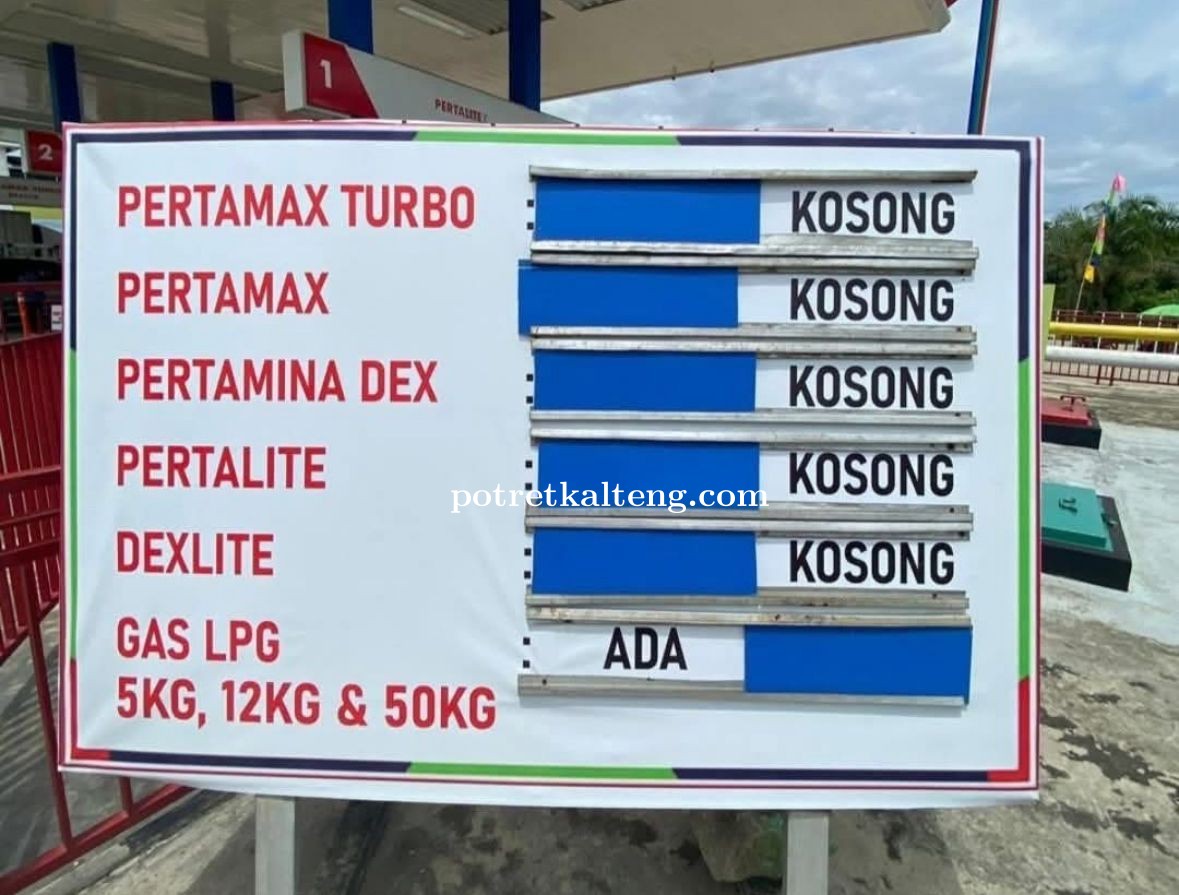 1
PERTALITE
2
PERTAMAX TURBO : KOSONG
PERTAMAX KOSONG
PERTAMINA DEX : KOSONG
PERTALITE : KOSONG
potretkalteng.com
DEXLITE : KOSONG
GAS LPG : ADA
5KG, 12KG & 50KG